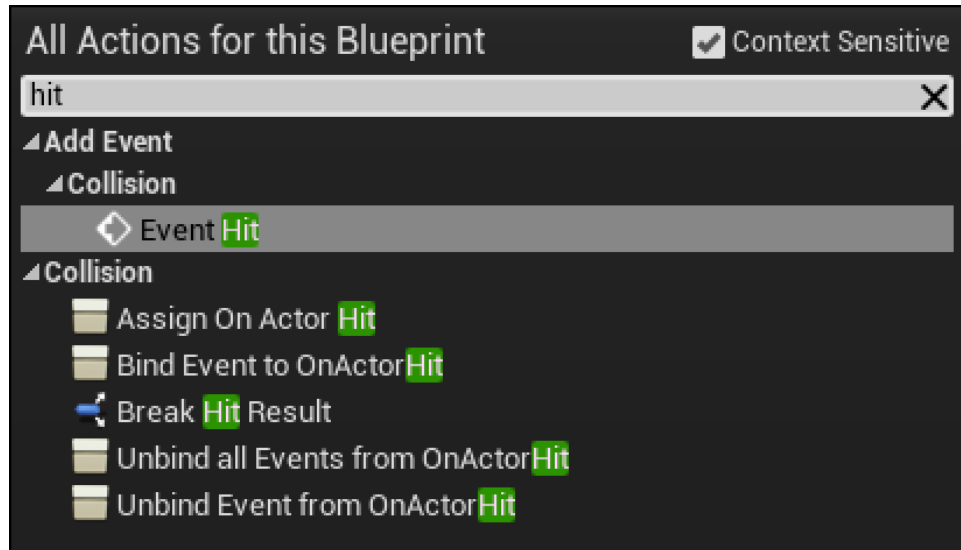 All Actions for this Blueprint Context Sensitive
hit
Add Event
Collision
Event Hit
Collision
Assign On Actor Hit
Bind Event to OnActorHit
Break Hit Result
Unbind all Events from OnActorHit
Unbind Event from OnActorHit